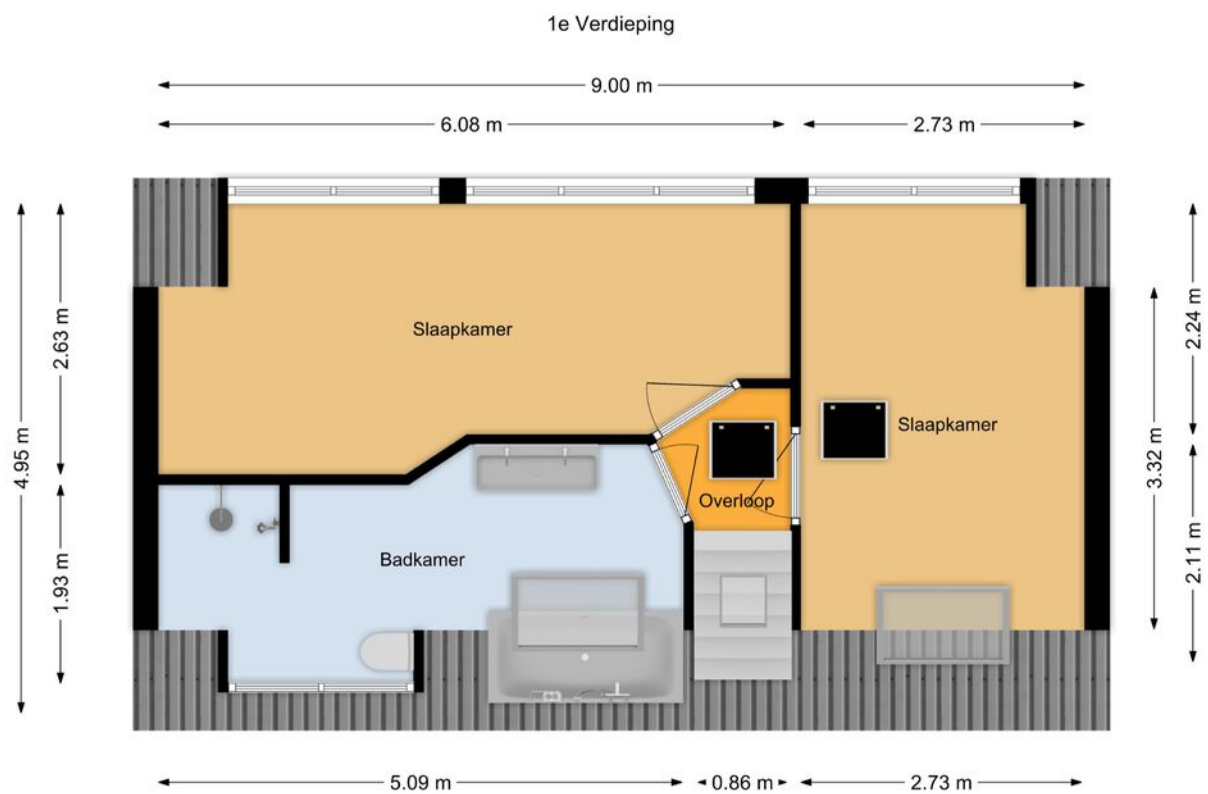 1e Verdieping
9.00 m
6.08 m
2.73 m
4.95 m
2.63 m
1.93 m
Slaapkamer
Slaapkamer
Overloop
Badkamer
3.32 m
2.24 m
2.11 m
5.09 m
0.86 m
2.73 m